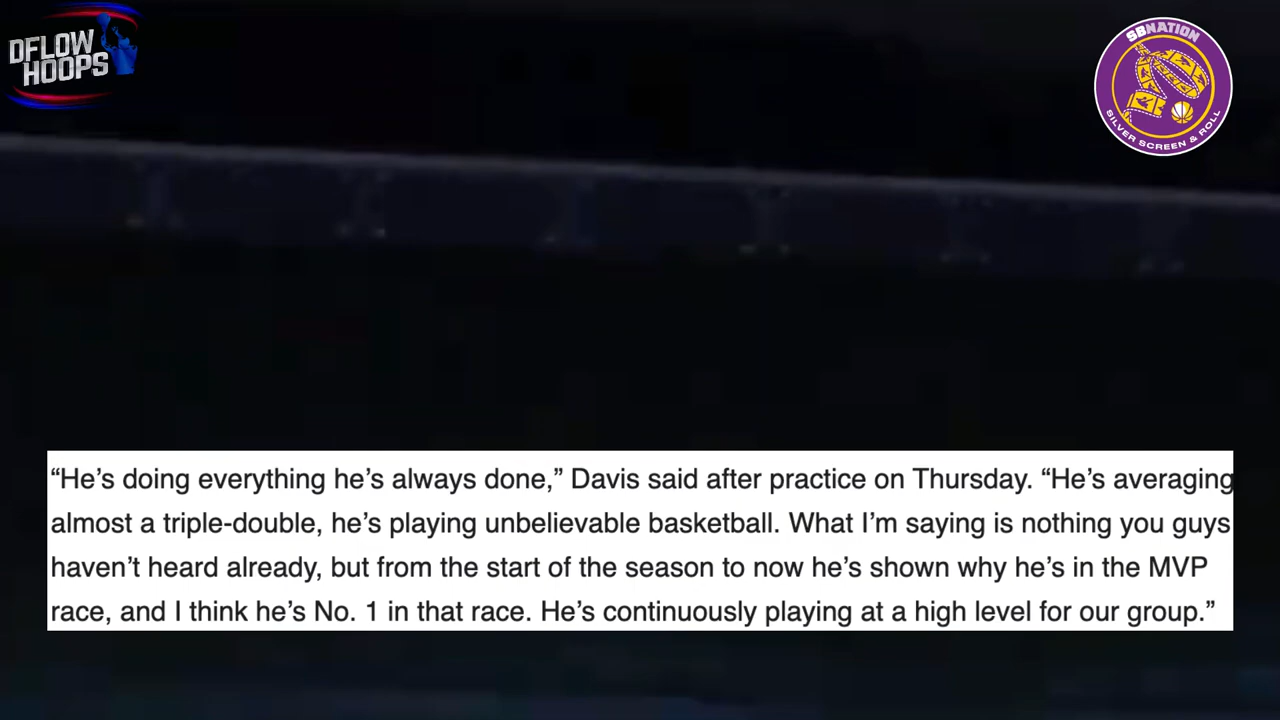 DFLOW
HOOPS
SBNATION
SILVER SCREEN & ROLL
“He’s doing everything he’s always done,” Davis said after practice on Thursday. “He’s averaging
almost a triple-double, he’s playing unbelievable basketball. What I’m saying is nothing you guys
haven’t heard already, but from the start of the season to now he’s shown why he’s in the MVP
race, and I think he’s No. 1 in that race. He’s continuously playing at a high level for our group.”